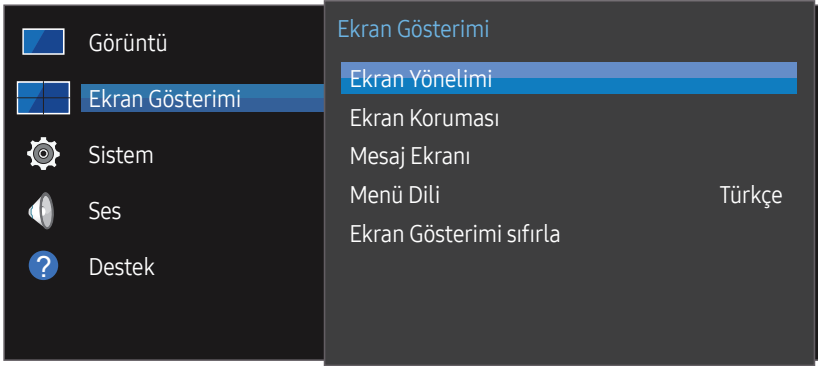 Görüntü
Ekran Gösterimi
Sistem
Ses
Destek
Ekran Gösterimi
Ekran Yönelimi
Ekran Koruması
Mesaj Ekranı
Menü Dili Türkçe
Ekran Gösterimi sıfırla